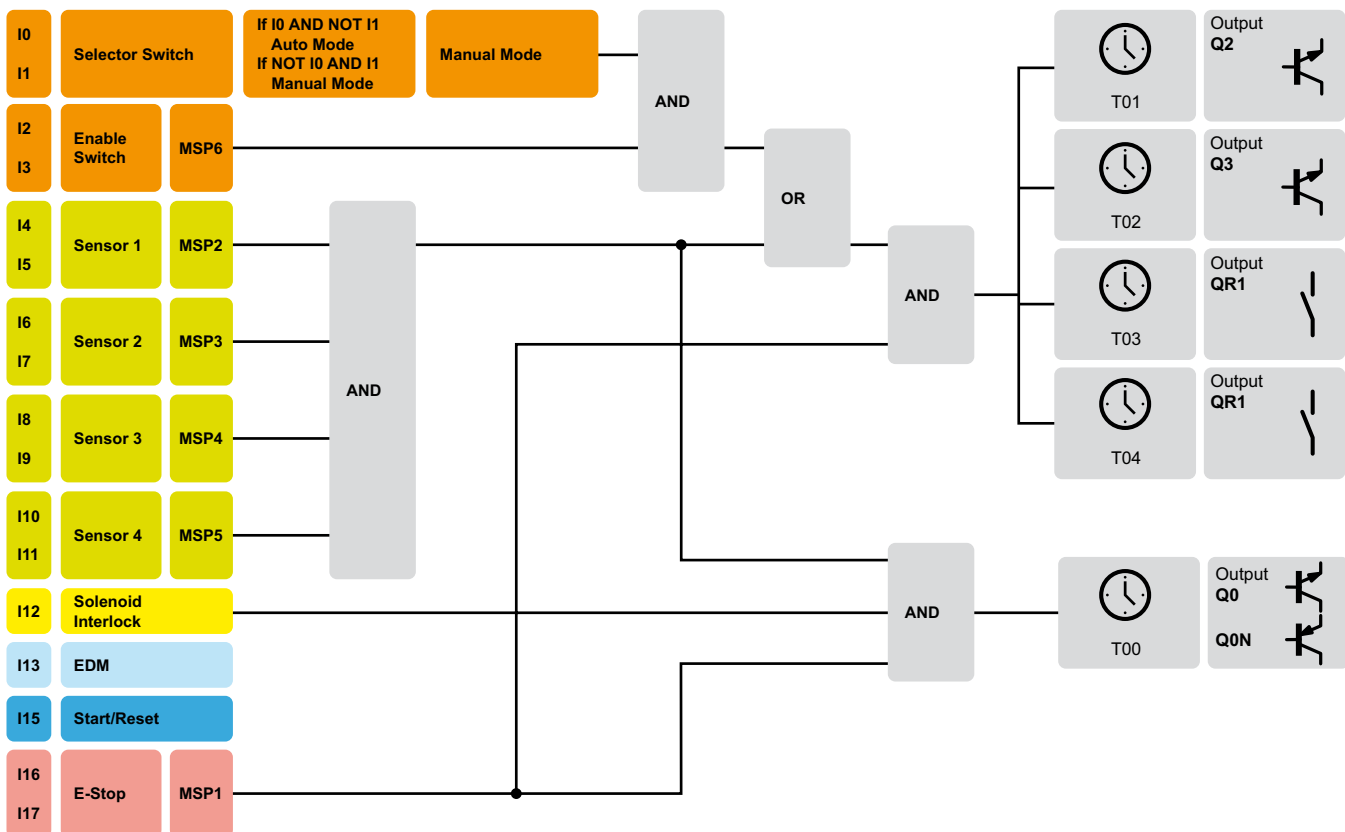 I0
I1
Selector Switch
If I0 AND NOT I1
Auto Mode
If NOT I0 AND I1
Manual Mode
Manual Mode
AND
I2
I3
Enable
Switch
MSP6
OR
I4
I5
Sensor 1
MSP2
I6
I7
Sensor 2
MSP3
AND
I8
I9
Sensor 3
MSP4
I10
I11
Sensor 4
MSP5
AND
I12
Solenoid
Interlock
AND
I13
EDM
I15
Start/Reset
I16
I17
E-Stop
MSP1
T01
Output
Q2
T02
Output
Q3
T03
Output
QR1
T04
Output
QR1
T00
Output
Q0
Q0N